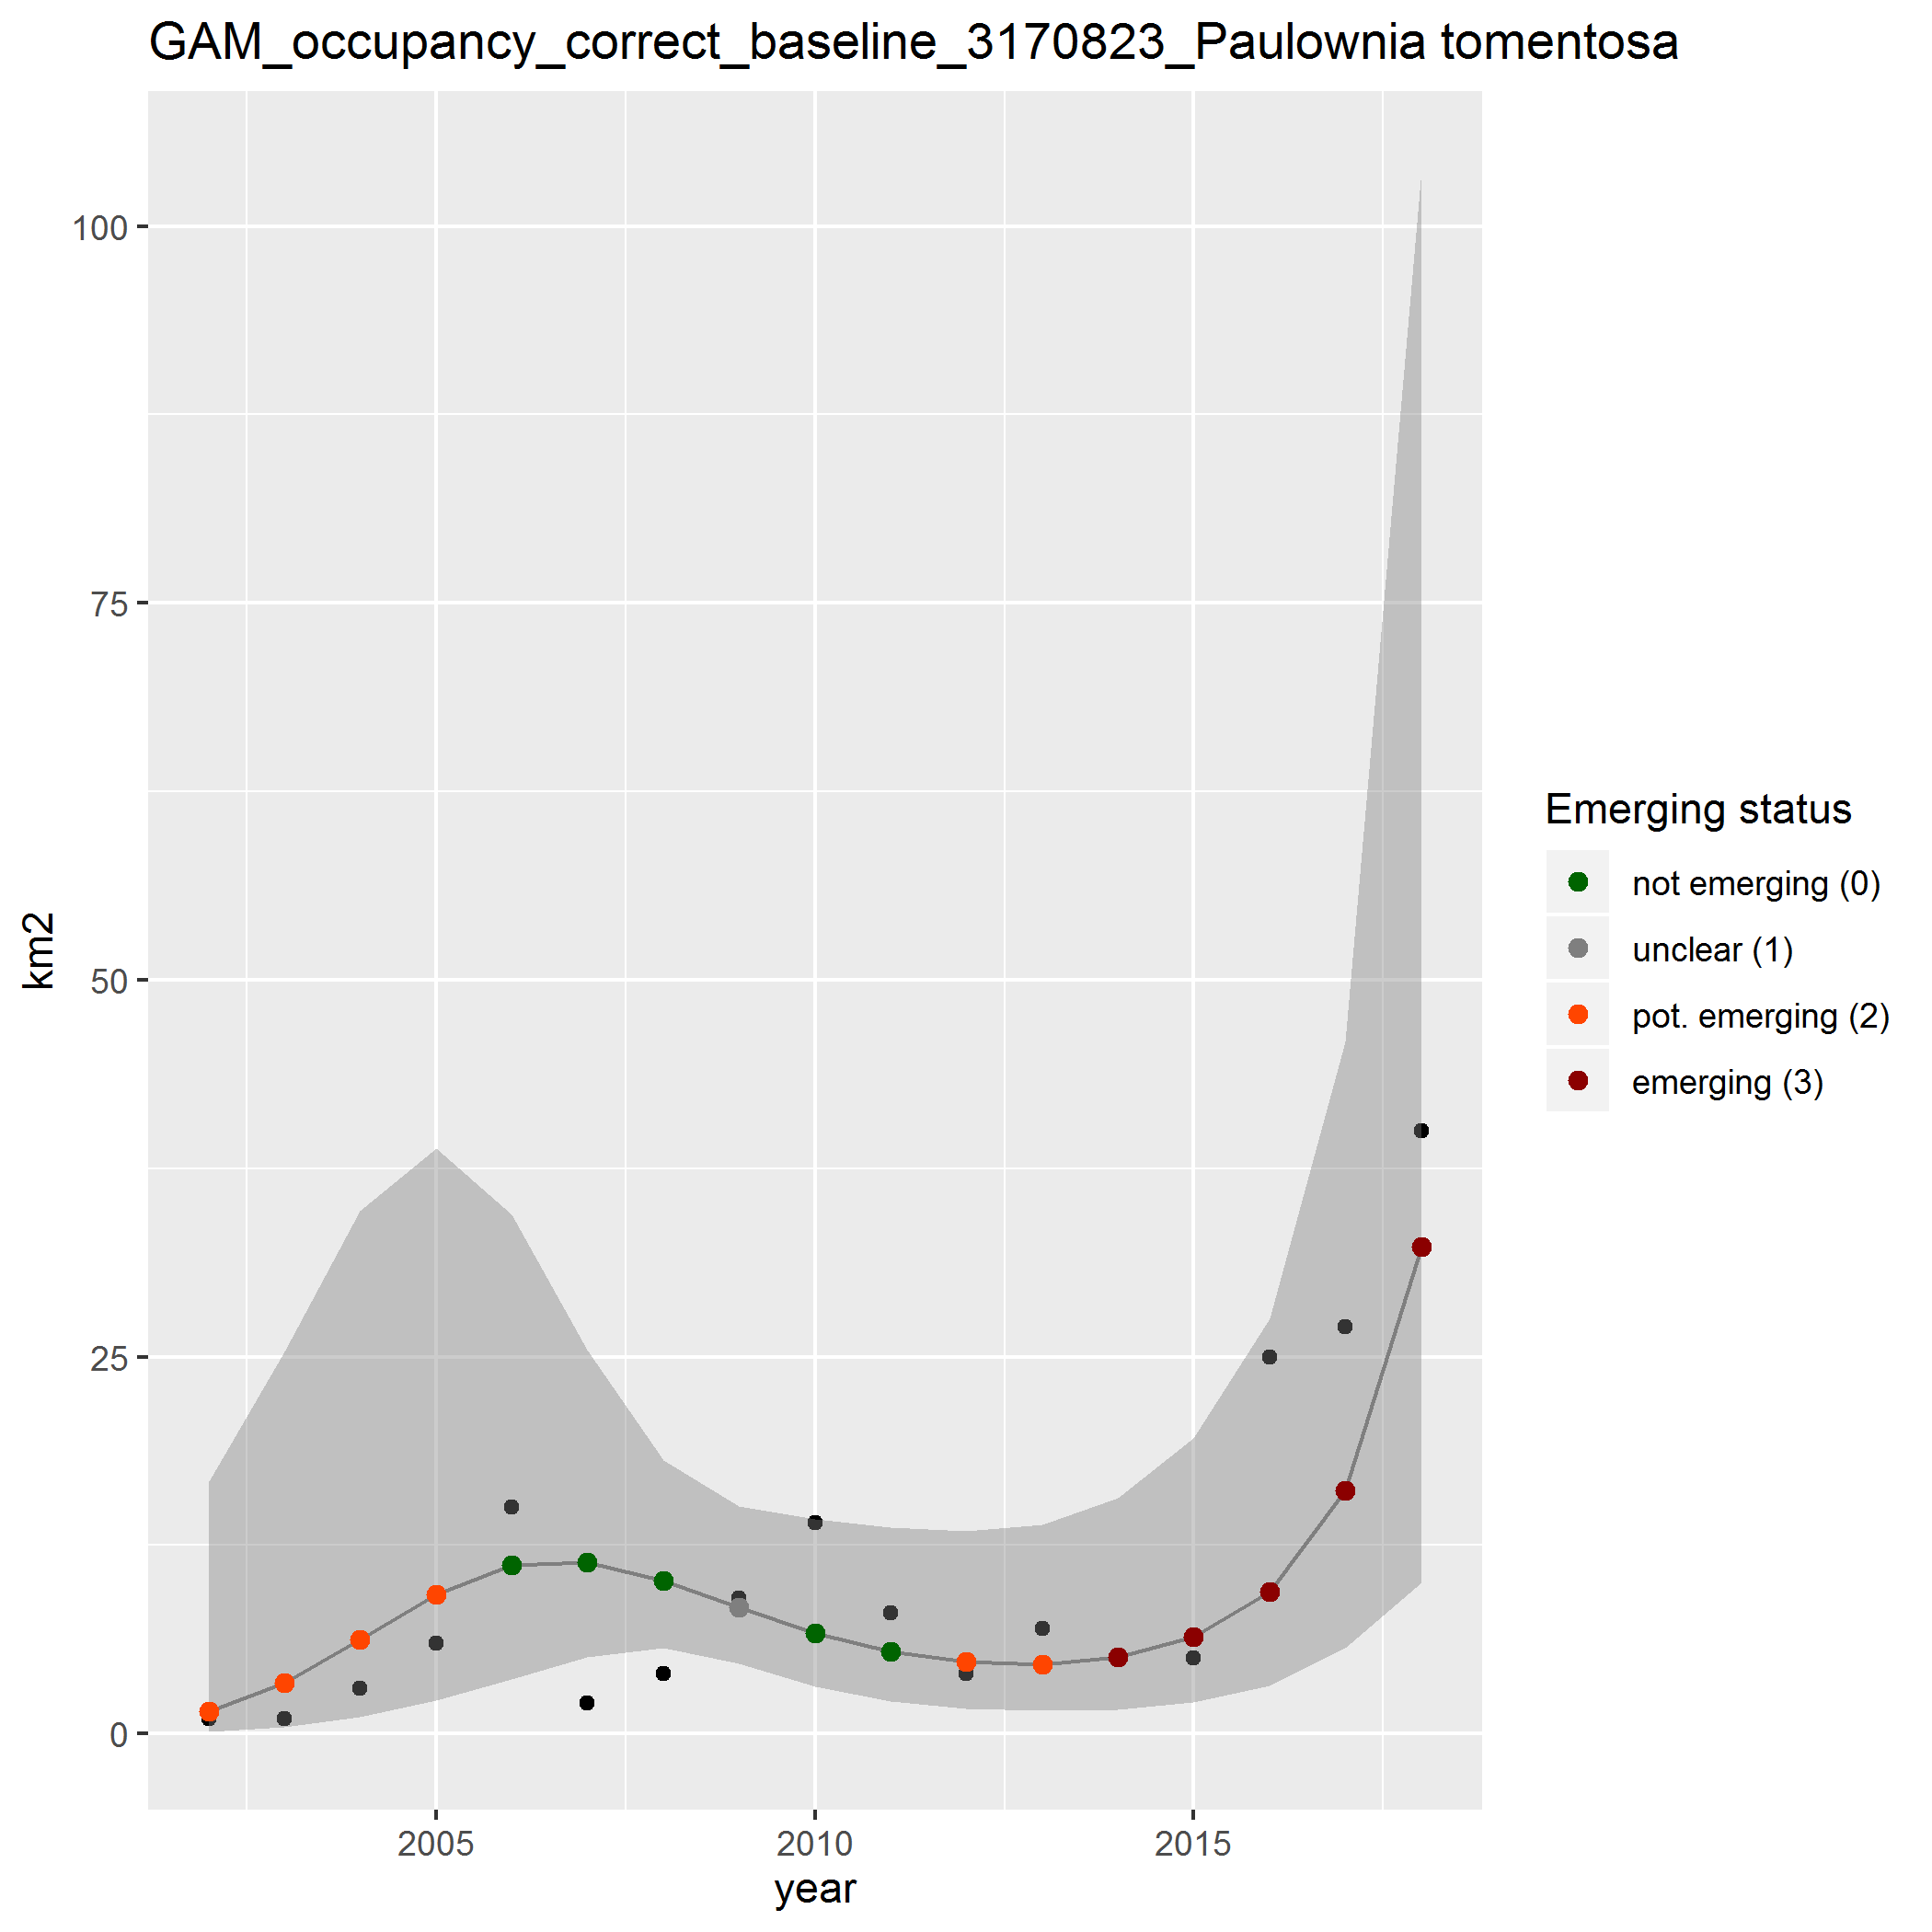 GAM_occupancy_correct_baseline_3170823_Paulownia tomentosa
100
75
50
25
0
km2
2005 2010 2015
year
Emerging status
not emerging (0)
unclear (1)
pot. emerging (2)
emerging (3)